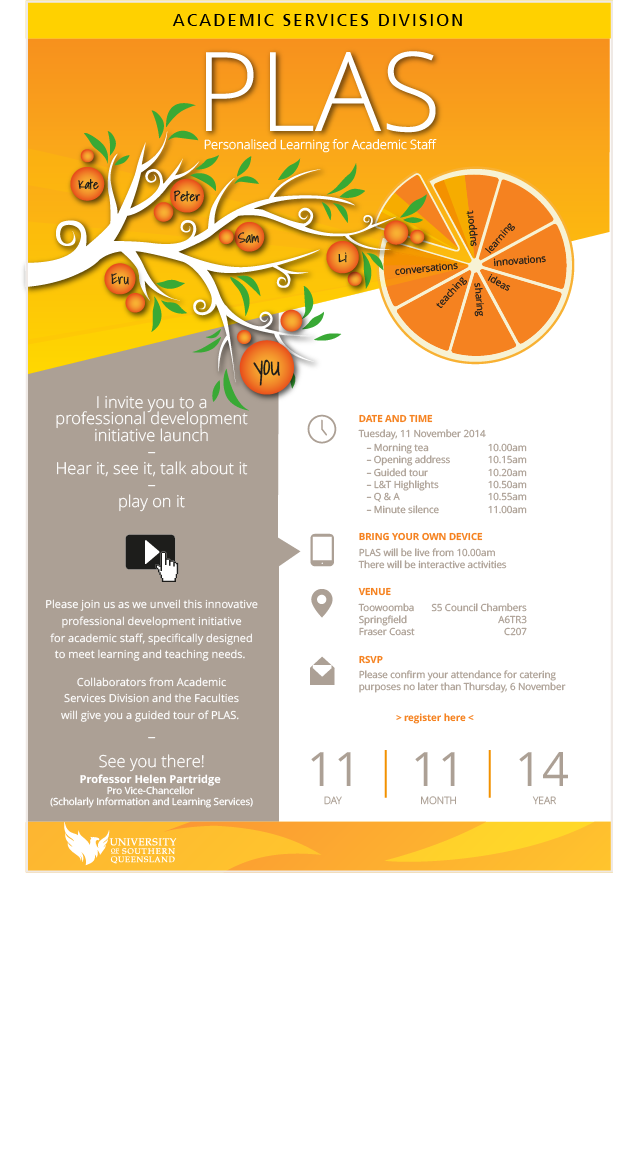 ACADEMIC SERVICES DIVISION
PLAS
Personalised Learning for Academic Staff
Kate
Peter
Sam
Li
Eru
YOU
support
learning
innovations
ideas
sharing
teaching
conversations
I invite you to a
professional development
initiative launch
–
Hear it, see it, talk about it
–
play on it
Please join us as we unveil this innovative
professional development initiative
for academic staff, specifically designed
to meet learning and teaching needs.
Collaborators from Academic
Services Division and the Faculties
will give you a guided tour of PLAS.
–
See you there!
Professor Helen Partridge
Pro Vice-Chancellor
(Scholarly Information and Learning Services)
DATE AND TIME
Tuesday, 11 November 2014
– Morning tea 10.00am
– Opening address 10.15am
– Guided tour 10.20am
– L&T Highlights 10.50am
– Q & A 10.55am
– Minute silence 11.00am
BRING YOUR OWN DEVICE
PLAS will be live from 10.00am
There will be interactive activities
VENUE
Toowoomba S5 Council Chambers
Springfield A6TR3
Fraser Coast C207
RSVP
Please confirm your attendance for catering
purposes no later than Thursday, 6 November
> register here <
11 11 14
DAY MONTH YEAR
UNIVERSITY
OF SOUTHERN
QUEENSLAND